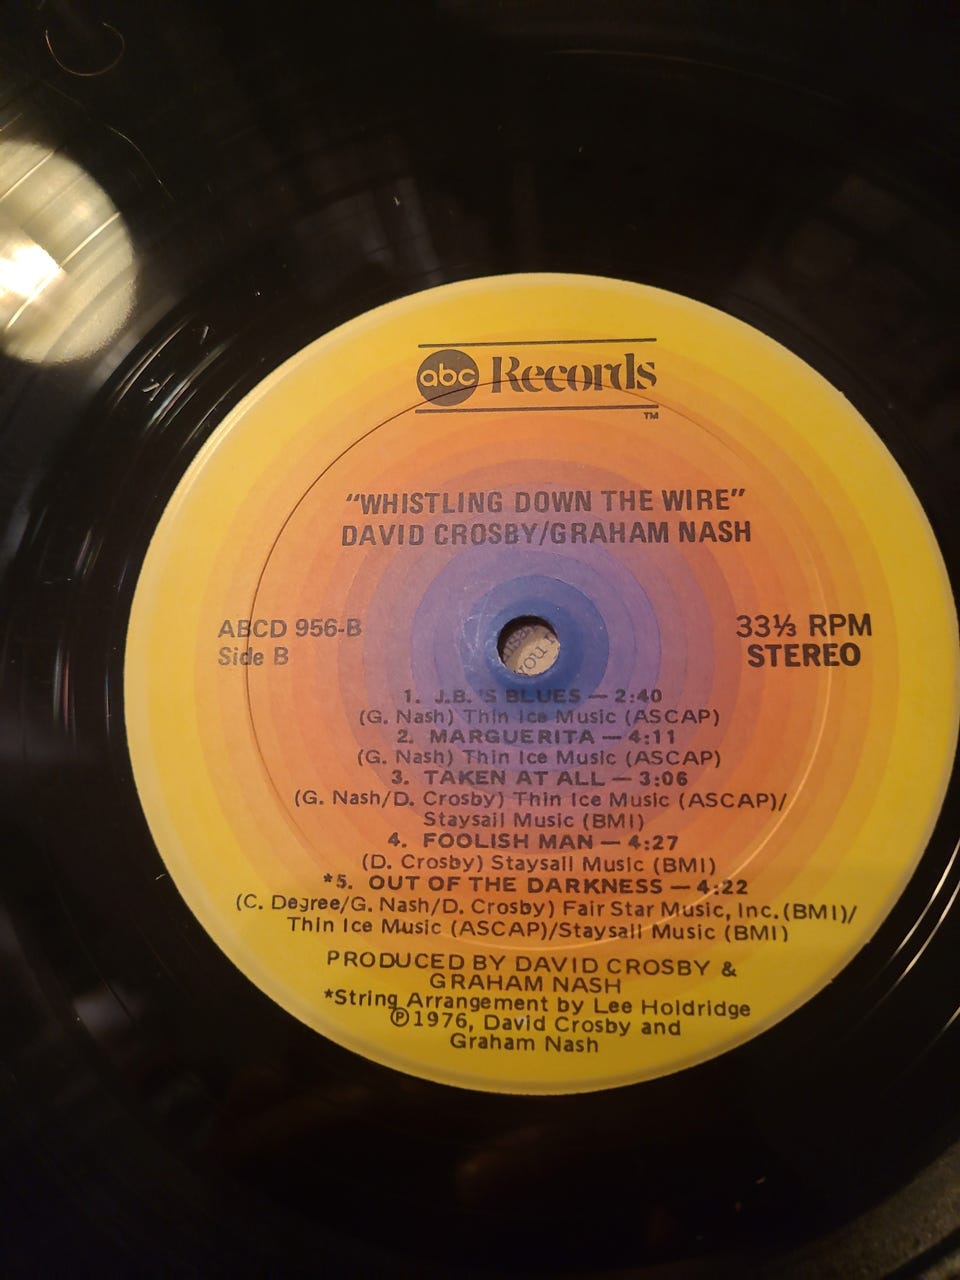 abc Records
TM
"WHISTLING DOWN THE WIRE"
DAVID CROSBY/GRAHAM NASH
ABCD 956-B
Side B
33⅓ RPM
STEREO
you
1. J.B.'S BLUES — 2:40
(G. Nash) Thin Ice Music (ASCAP)
2. MARGUERITA — 4:11
(G. Nash) Thin Ice Music (ASCAP)
3. TAKEN AT ALL — 3:06
(G. Nash/D. Crosby) Thin Ice Music (ASCAP)/
Staysail Music (BMI)
4. FOOLISH MAN — 4:27
(D. Crosby) Staysail Music (BMI)
*5. OUT OF THE DARKNESS — 4:22
(C. Degree/G. Nash/D. Crosby) Fair Star Music, Inc.(BMI)/
Thin Ice Music (ASCAP)/Staysail Music (BMI)
PRODUCED BY DAVID CROSBY &
GRAHAM NASH
*String Arrangement by Lee Holdridge
℗1976, David Crosby and
Graham Nash